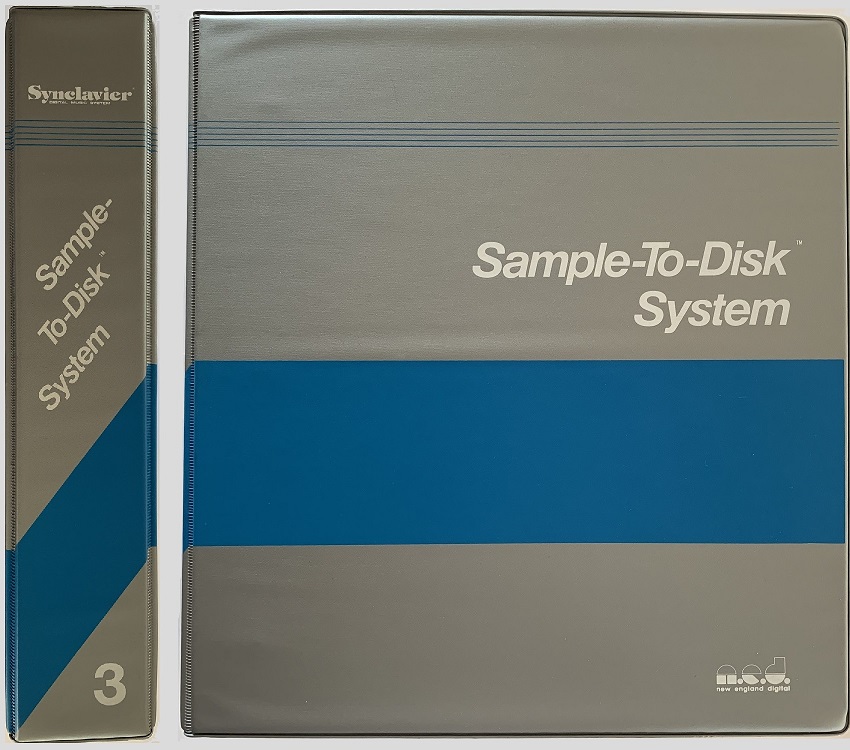 Synclavier
DIGITAL MUSIC SYSTEM
Sample-
To-Disk™
System
3
Sample-To-Disk™
System
n.e.d.
new england digital